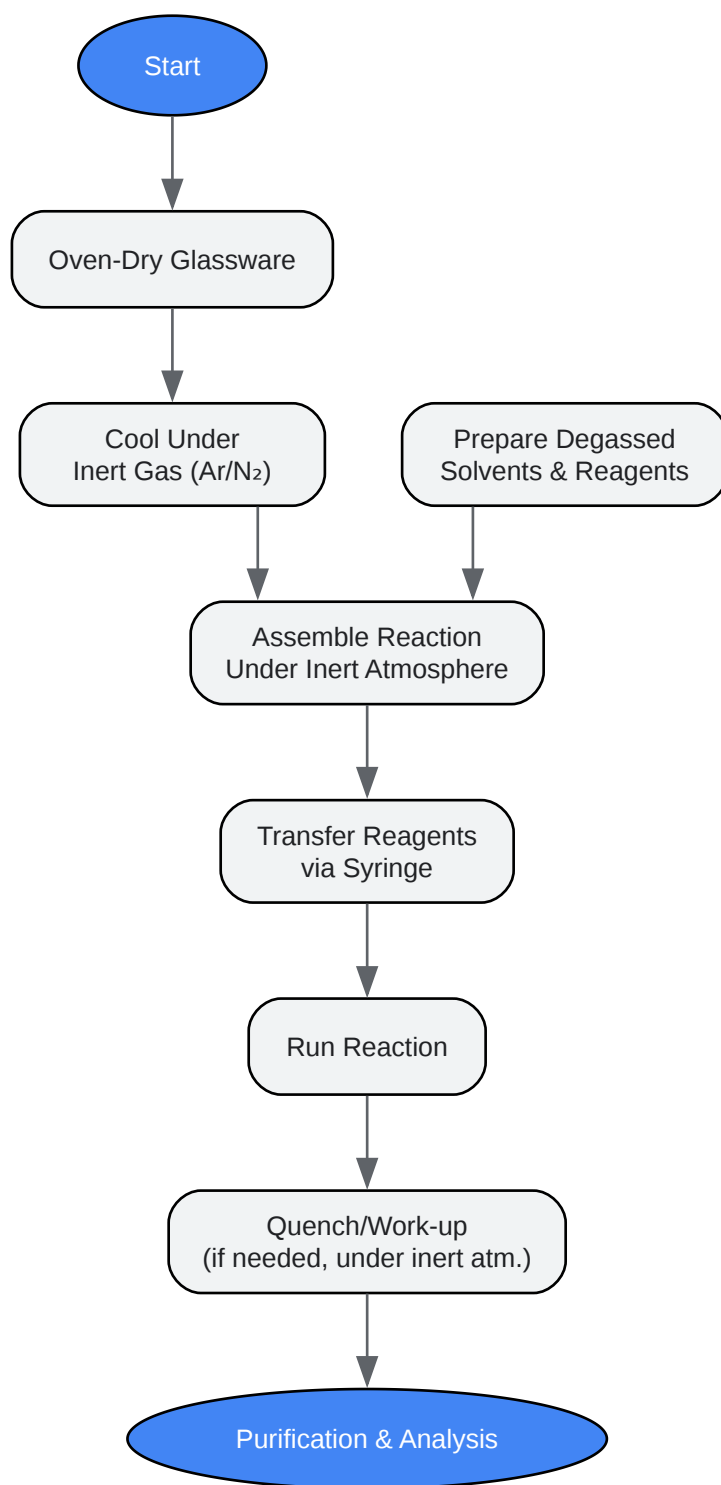 Start
Oven-Dry Glassware
Cool Under
Inert Gas (Ar/N₂)
Prepare Degassed
Solvents & Reagents
Assemble Reaction
Under Inert Atmosphere
Transfer Reagents
via Syringe
Run Reaction
Quench/Work-up
(if needed, under inert atm.)
Purification & Analysis